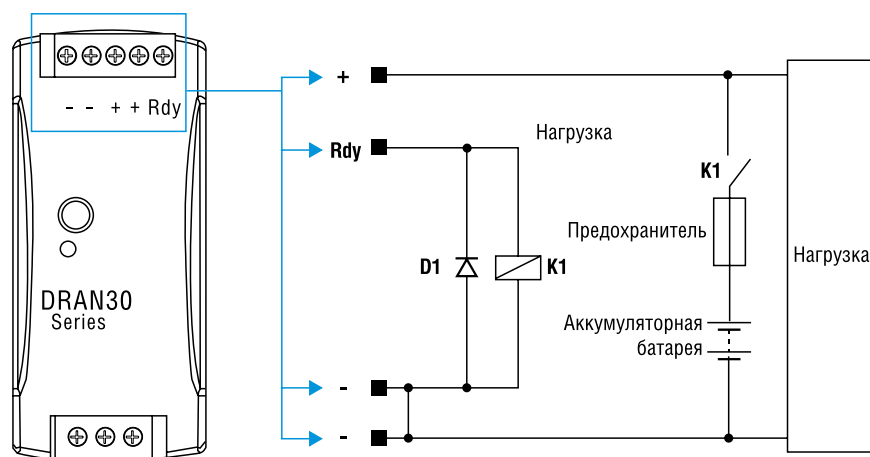 - - + + Rdy
DRAN30
Series
+
Rdy
-
-
Нагрузка
D1
K1
K1
Предохранитель
Аккумуляторная
батарея
Нагрузка